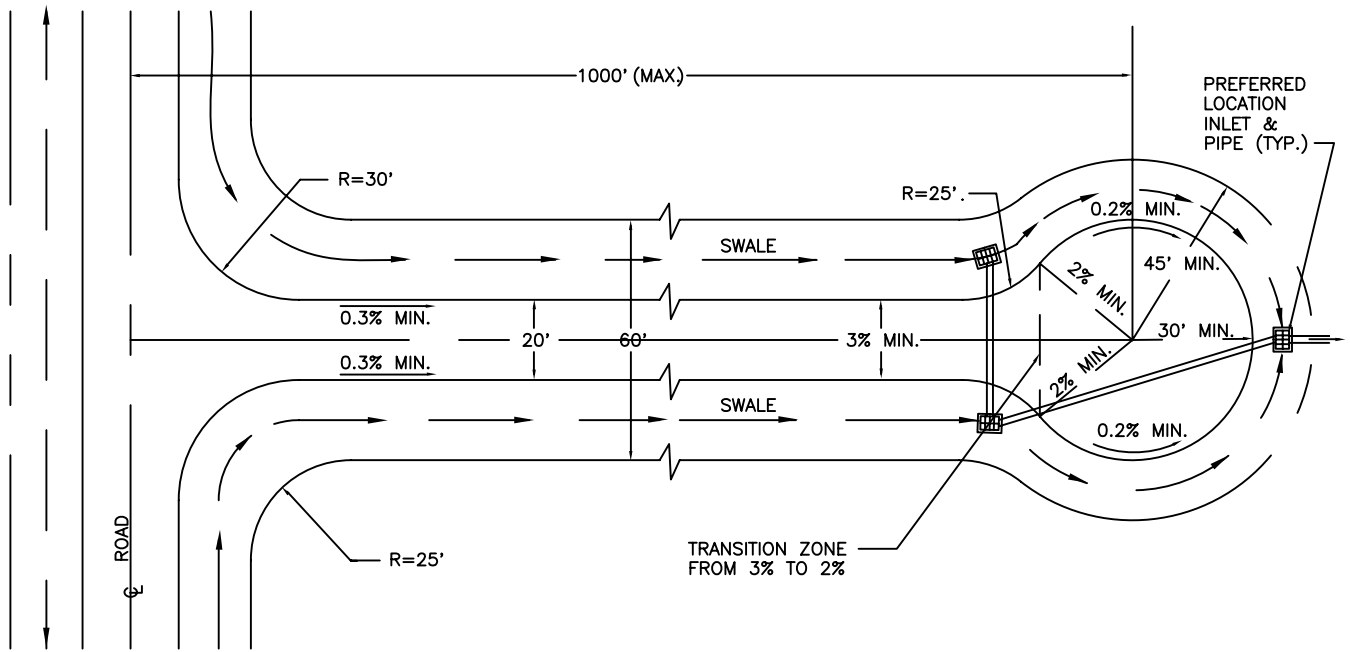 1000' (MAX.)
PREFERRED
LOCATION
INLET &
PIPE (TYP.)
R=30'
R=25'.
0.2% MIN.
SWALE
45' MIN.
2% MIN.
0.3% MIN.
20'
60'
3% MIN.
30' MIN.
0.3% MIN.
2% MIN.
SWALE
0.2% MIN.
ROAD
℄
R=25'
TRANSITION ZONE
FROM 3% TO 2%